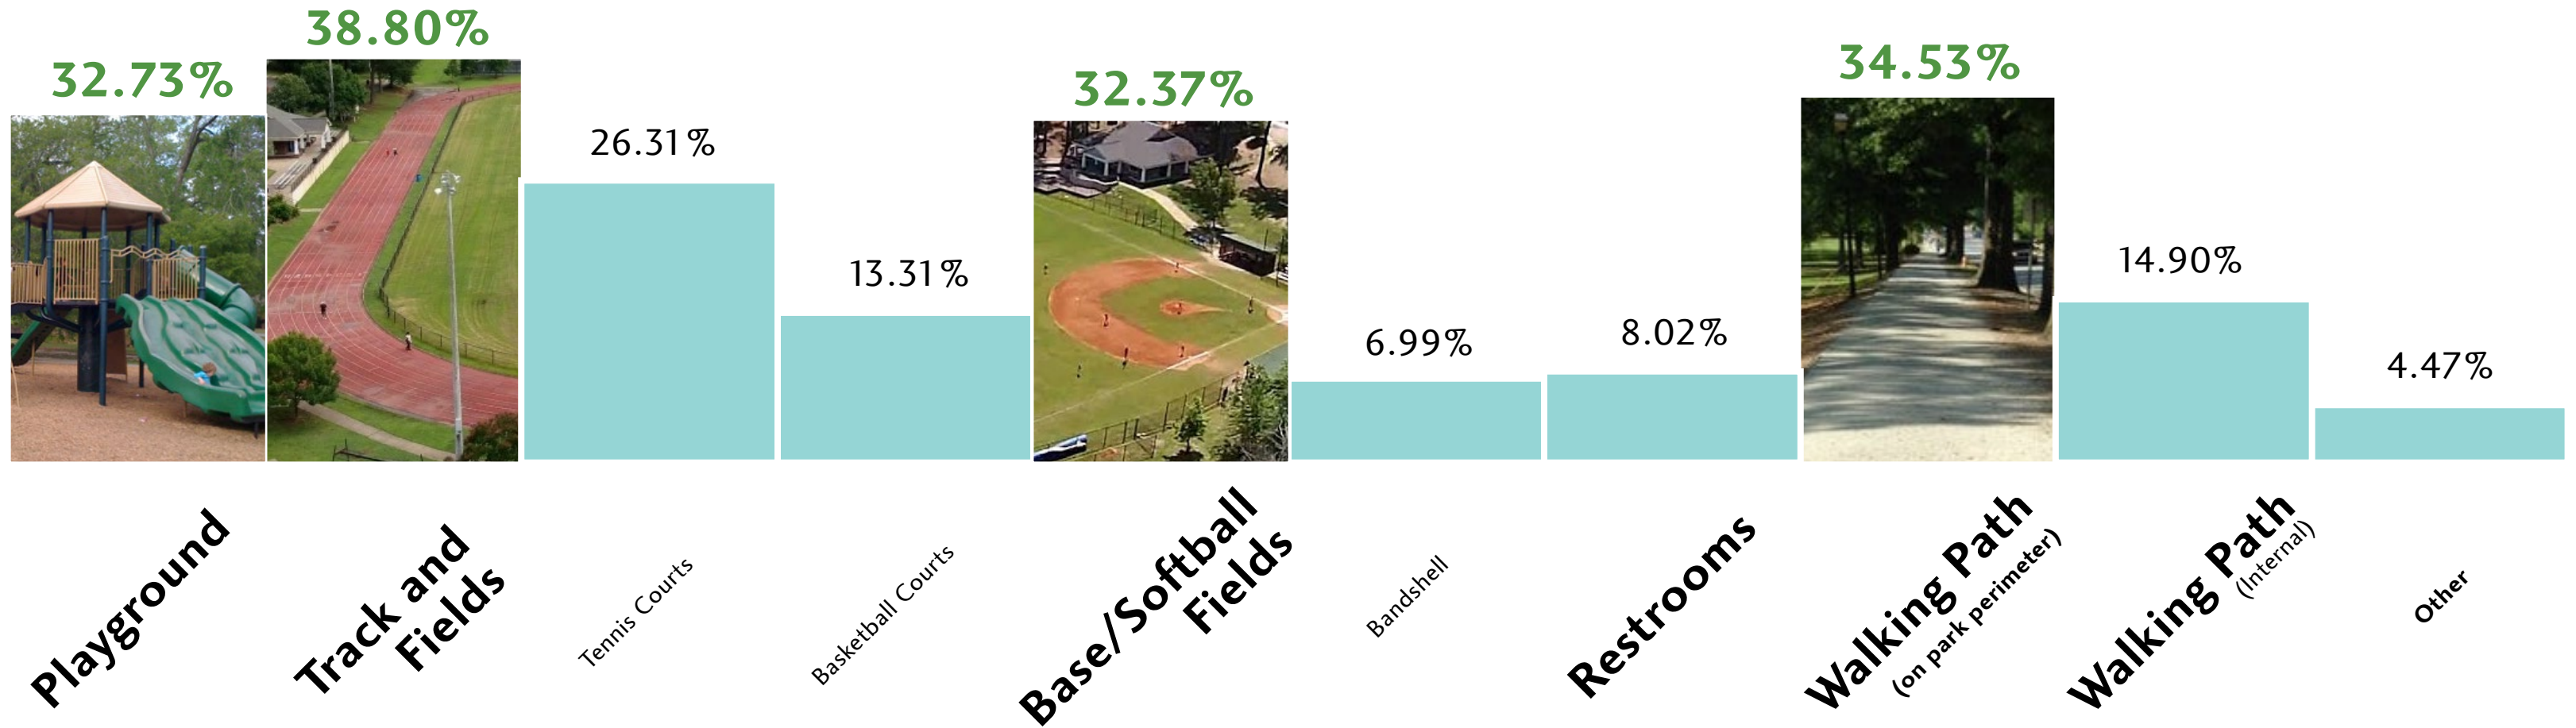 38.80%
32.73%
34.53%
32.37%
26.31%
14.90%
13.31%
8.02%
6.99%
4.47%
Playground
Track and
Fields
Tennis Courts
Basketball Courts
Base/Softball
Fields
Bandshell
Restrooms
Walking Path
(on park perimeter)
Walking Path
(Internal)
Other